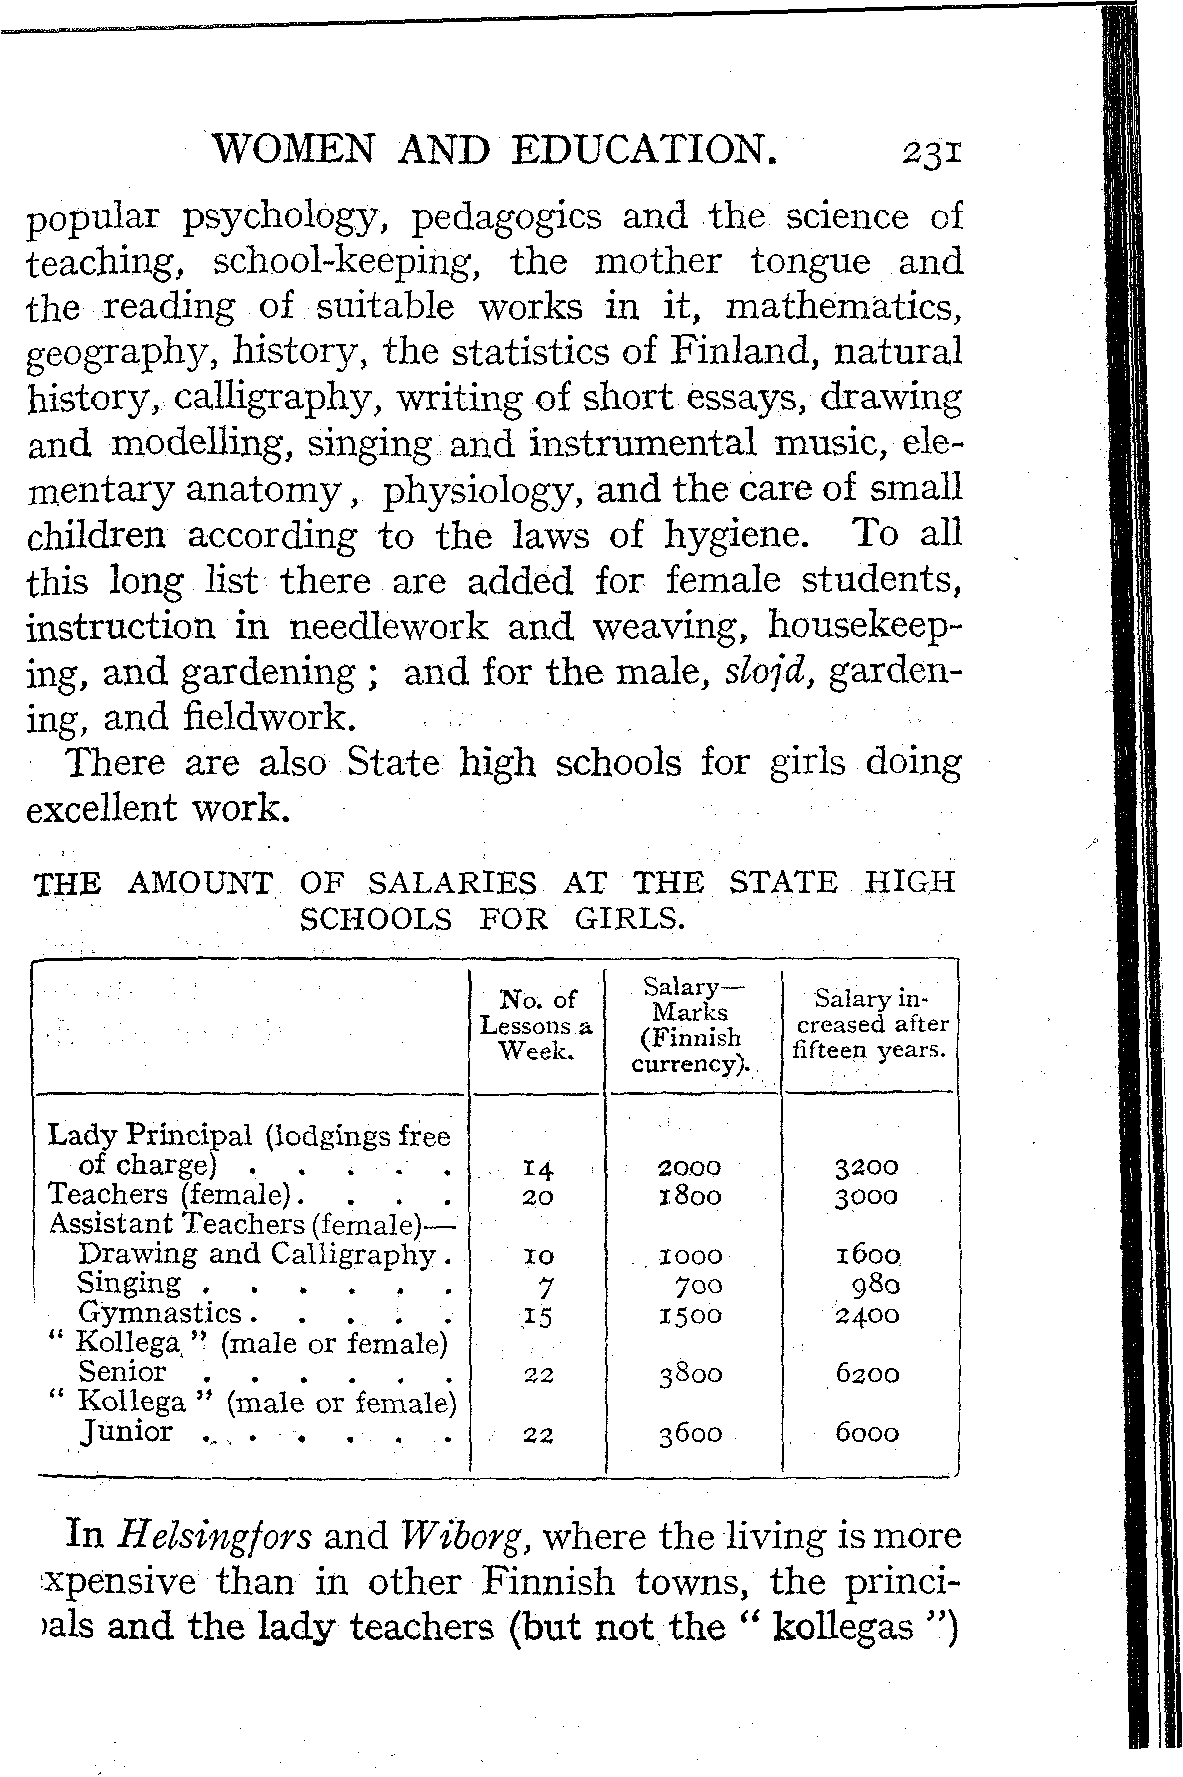 WOMEN AND EDUCATION. 231
popular psychology, pedagogics and the science of
teaching, school-keeping, the mother tongue and
the reading of suitable works in it, mathematics,
geography, history, the statistics of Finland, natural
history, calligraphy, writing of short essays, drawing
and modelling, singing and instrumental music, ele-
mentary anatomy, physiology, and the care of small
children according to the laws of hygiene. To all
this long list there are added for female students,
instruction in needlework and weaving, housekeep-
ing, and gardening ; and for the male, slojd, garden-
ing, and fieldwork.
There are also State high schools for girls doing
excellent work.
THE AMOUNT OF SALARIES AT THE STATE HIGH
SCHOOLS FOR GIRLS.
No. of
Lessons a
Week.
Salary—
Marks
(Finnish
currency).
Salary in-
creased after
fifteen years.
Lady Principal (lodgings free
of charge) . . . . . 14 2000 3200
Teachers (female). . . . 20 1800 3000
Assistant Teachers (female)—
Drawing and Calligraphy . 10 1000 1600
Singing . . . . . . 7 700 980
Gymnastics . . . . . 15 1500 2400
“ Kollega ” (male or female)
Senior . . . . . . 22 3800 6200
“ Kollega ” (male or female)
Junior . . . . . . 22 3600 6000
In Helsingfors and Wiborg, where the living is more
xpensive than in other Finnish towns, the princi-
als and the lady teachers (but not the “ kollegas ”)